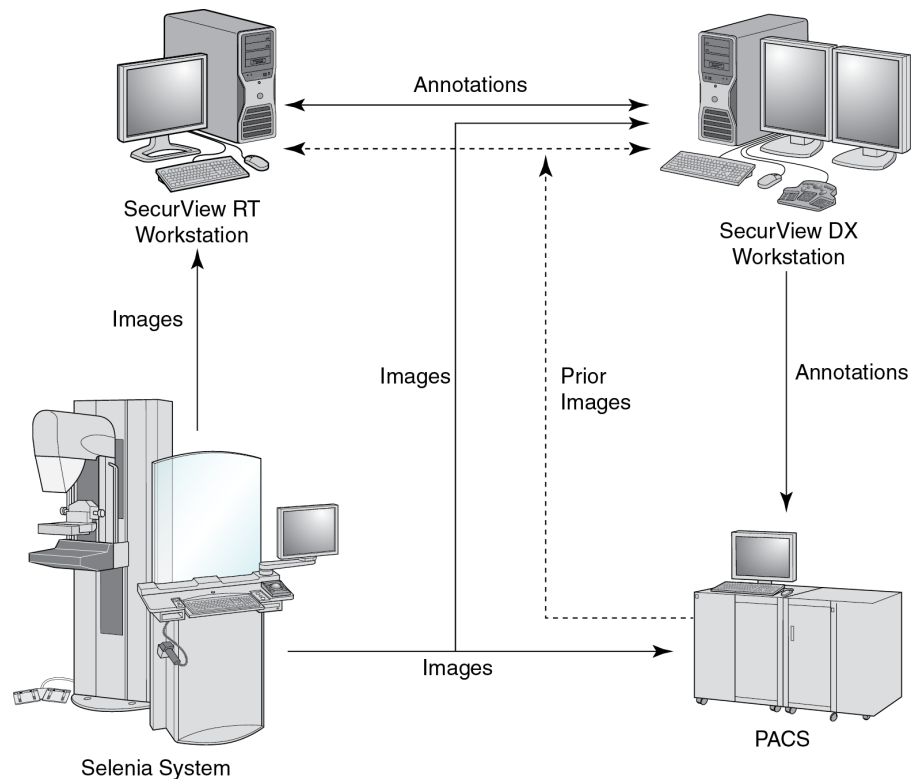 Annotations
SecurView RT
Workstation
SecurView DX
Workstation
Images
Images
Prior
Images
Annotations
Images
PACS
Selenia System